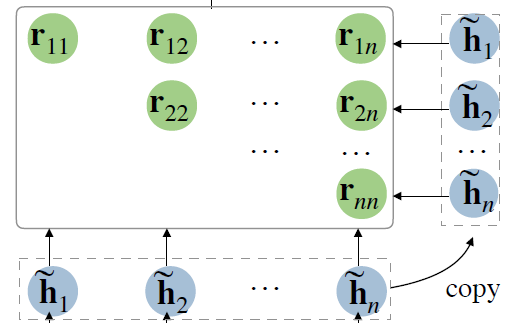 r₁₁ r₁₂ ... r₁ₙ h̃₁
r₂₂ ... r₂ₙ h̃₂
... ... ...
rₙₙ h̃ₙ
h̃₁ h̃₂ ... h̃ₙ copy